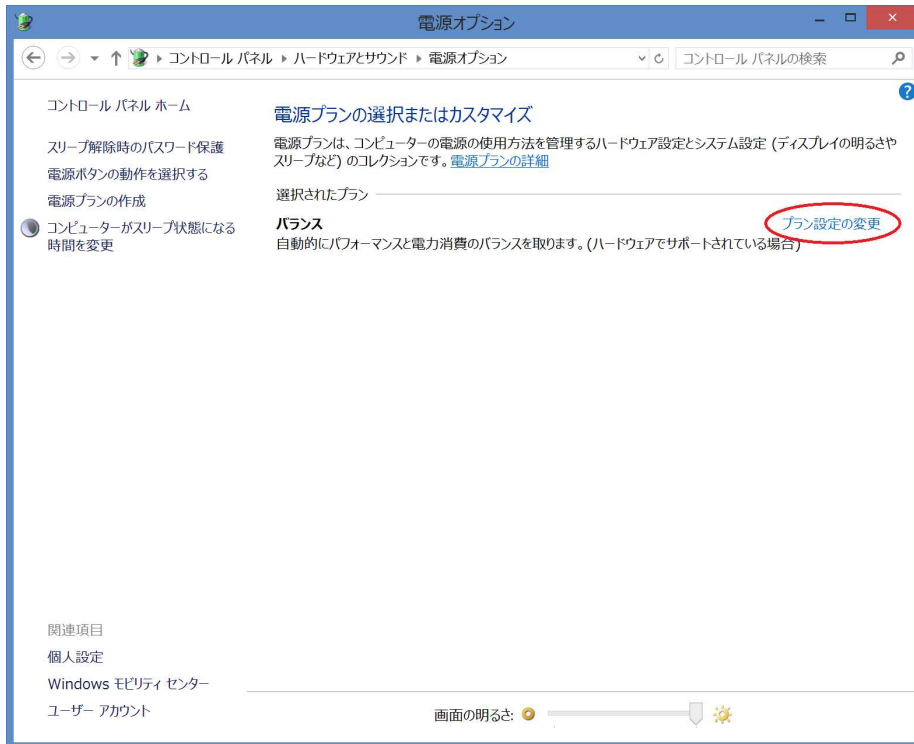 電源オプション
コントロール パネル ハードウェアとサウンド 電源オプション
コントロール パネルの検索
コントロール パネル ホーム
スリープ解除時のパスワード保護
電源ボタンの動作を選択する
電源プランの作成
コンピューターがスリープ状態になる
時間を変更
電源プランの選択またはカスタマイズ
電源プランは、コンピューターの電源の使用方法を管理するハードウェア設定とシステム設定 (ディスプレイの明るさや
スリープなど) のコレクションです。電源プランの詳細
選択されたプラン
バランス
プラン設定の変更
自動的にパフォーマンスと電力消費のバランスを取ります。(ハードウェアでサポートされている場合)
関連項目
個人設定
Windows モビリティ センター
ユーザー アカウント
画面の明るさ: